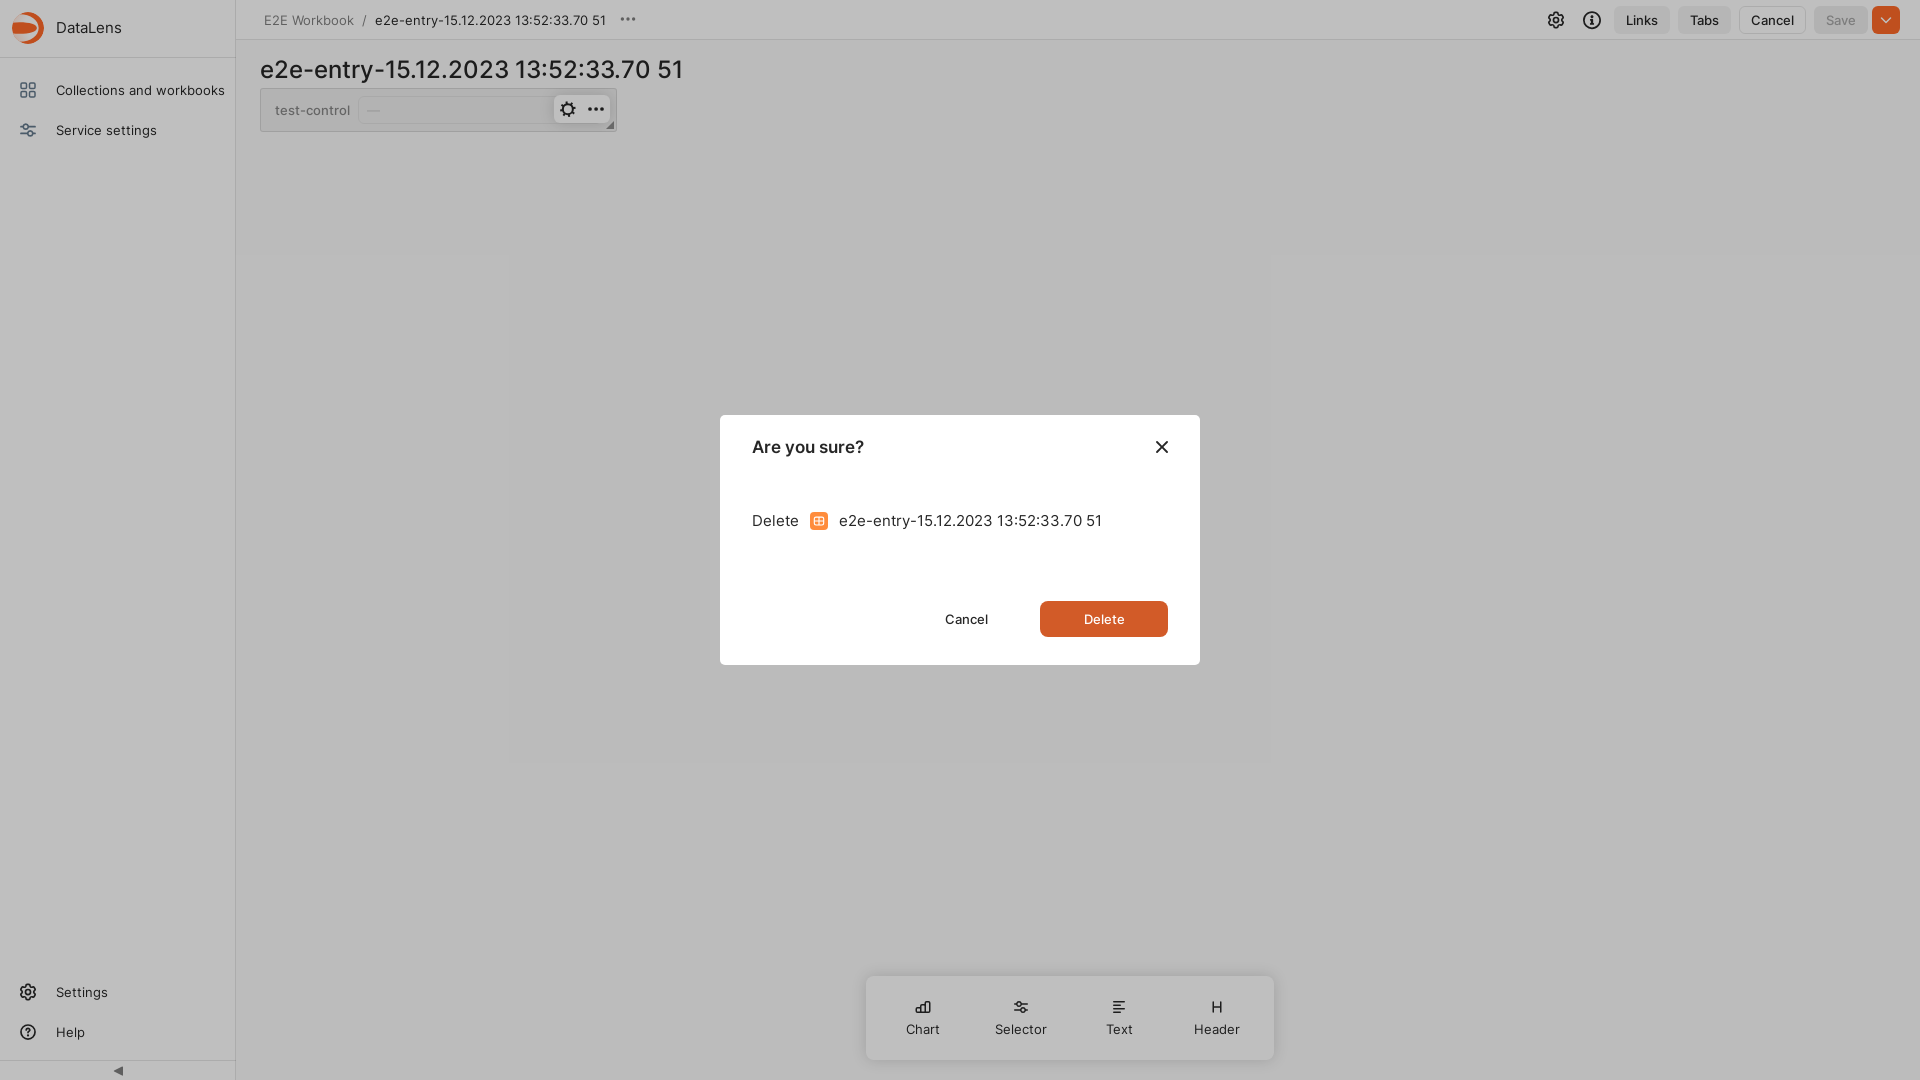 DataLens
E2E Workbook / e2e-entry-15.12.2023 13:52:33.70 51
Links
Tabs
Cancel
Save
Collections and workbooks
Service settings
e2e-entry-15.12.2023 13:52:33.70 51
test-control
—
Are you sure?
Delete e2e-entry-15.12.2023 13:52:33.70 51
Cancel
Delete
Settings
Help
Chart
Selector
Text
Header